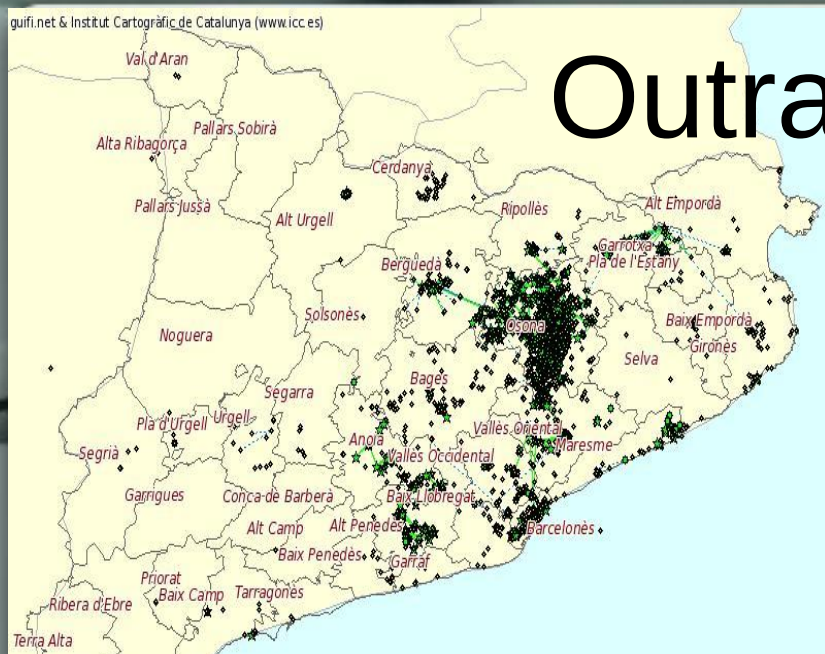 guifi.net & Institut Cartogràfic de Catalunya (www.icc.es)
Outra
Val d'Aran
Pallars Sobirà
Alta Ribagorça
Cerdanya
Pallars Jussà
Alt Urgell
Ripollès
Alt Empordà
Garrotxa
Pla de l'Estany
Berguedà
Solsonès
Osona
Baix Empordà
Noguera
Gironès
Selva
Bages
Segarra
Pla d'Urgell
Urgell
Vallès Oriental
Anoia
Maresme
Segrià
Vallès Occidental
Garrigues
Conca de Barberà
Baix Llobregat
Alt Camp
Alt Penedès
Barcelonès
Baix Penedès
Garraf
Priorat
Baix Camp
Tarragonès
Ribera d'Ebre
Terra Alta